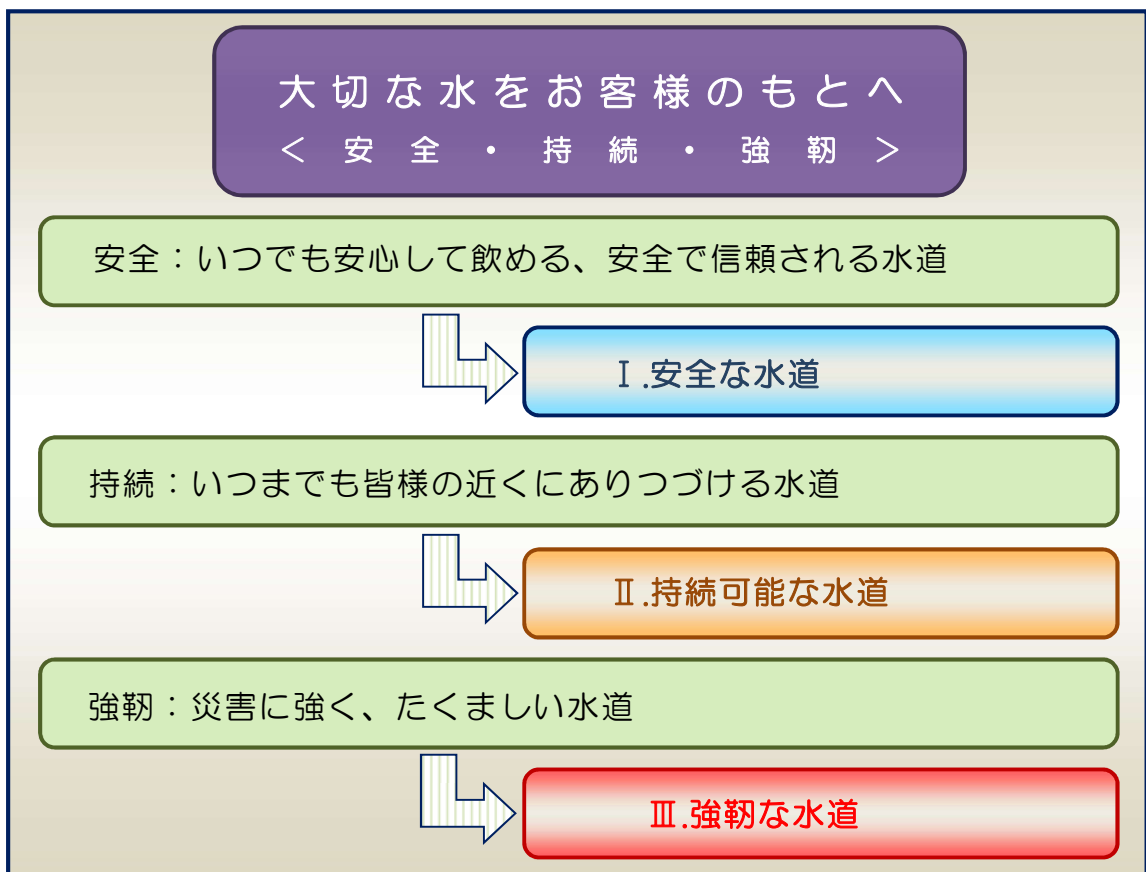 大切な水をお客様のもとへ
<安全・持続・強靭>
安全：いつでも安心して飲める、安全で信頼される水道
Ⅰ.安全な水道
持続：いつまでも皆様の近くにありつづける水道
Ⅱ.持続可能な水道
強靭：災害に強く、たくましい水道
Ⅲ.強靭な水道